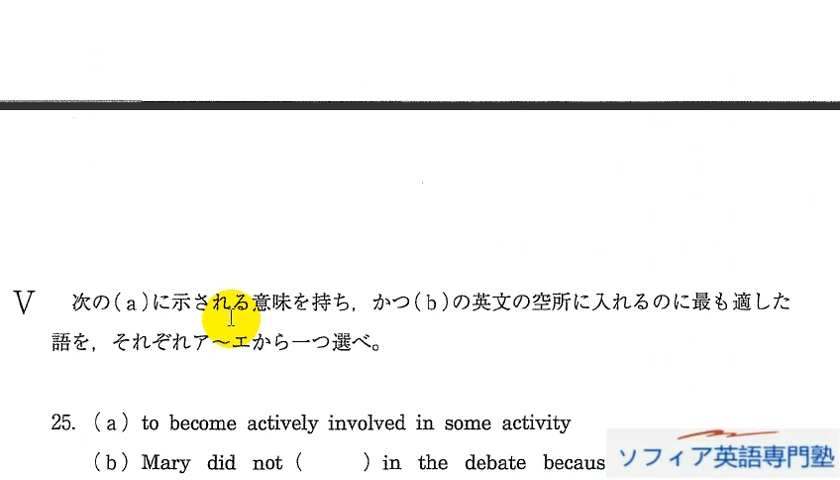 V 次の(a)に示される意味を持ち，かつ(b)の英文の空所に入れるのに最も適した
語を，それぞれア～エから一つ選べ。
25. (a) to become actively involved in some activity
(b) Mary did not (　　) in the debate
ソフィア英語専門塾